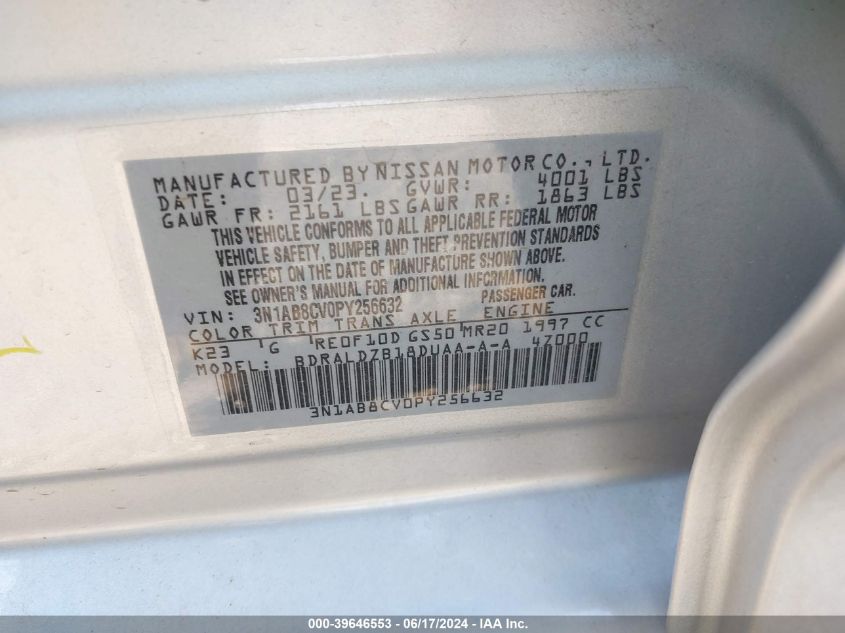 MANUFACTURED BY NISSAN MOTOR CO., LTD.
DATE: 03/23. GVWR: 4001 LBS
GAWR FR: 2161 LBS GAWR RR: 1863 LBS
THIS VEHICLE CONFORMS TO ALL APPLICABLE FEDERAL MOTOR
VEHICLE SAFETY, BUMPER AND THEFT PREVENTION STANDARDS
IN EFFECT ON THE DATE OF MANUFACTURE SHOWN ABOVE.
SEE OWNER'S MANUAL FOR ADDITIONAL INFORMATION.
VIN: 3N1AB8CV0PY256632 PASSENGER CAR.
COLOR TRIM TRANS AXLE ENGINE
K23 G RE0F10D GS50 MR20 1997 CC
MODEL: BDRALDZB18DUAA-A-A 47000
3N1AB8CV0PY256632
000-39646553 - 06/17/2024 - IAA Inc.